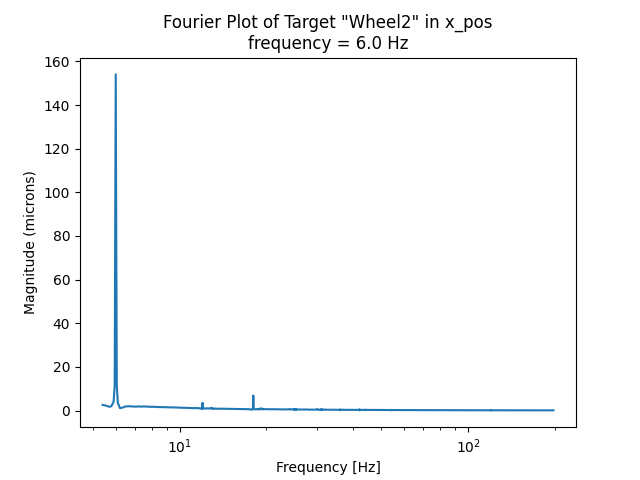 Fourier Plot of Target "Wheel2" in x_pos
frequency = 6.0 Hz
160
140
120
100
80
60
40
20
0
Magnitude (microns)
10¹
10²
Frequency [Hz]